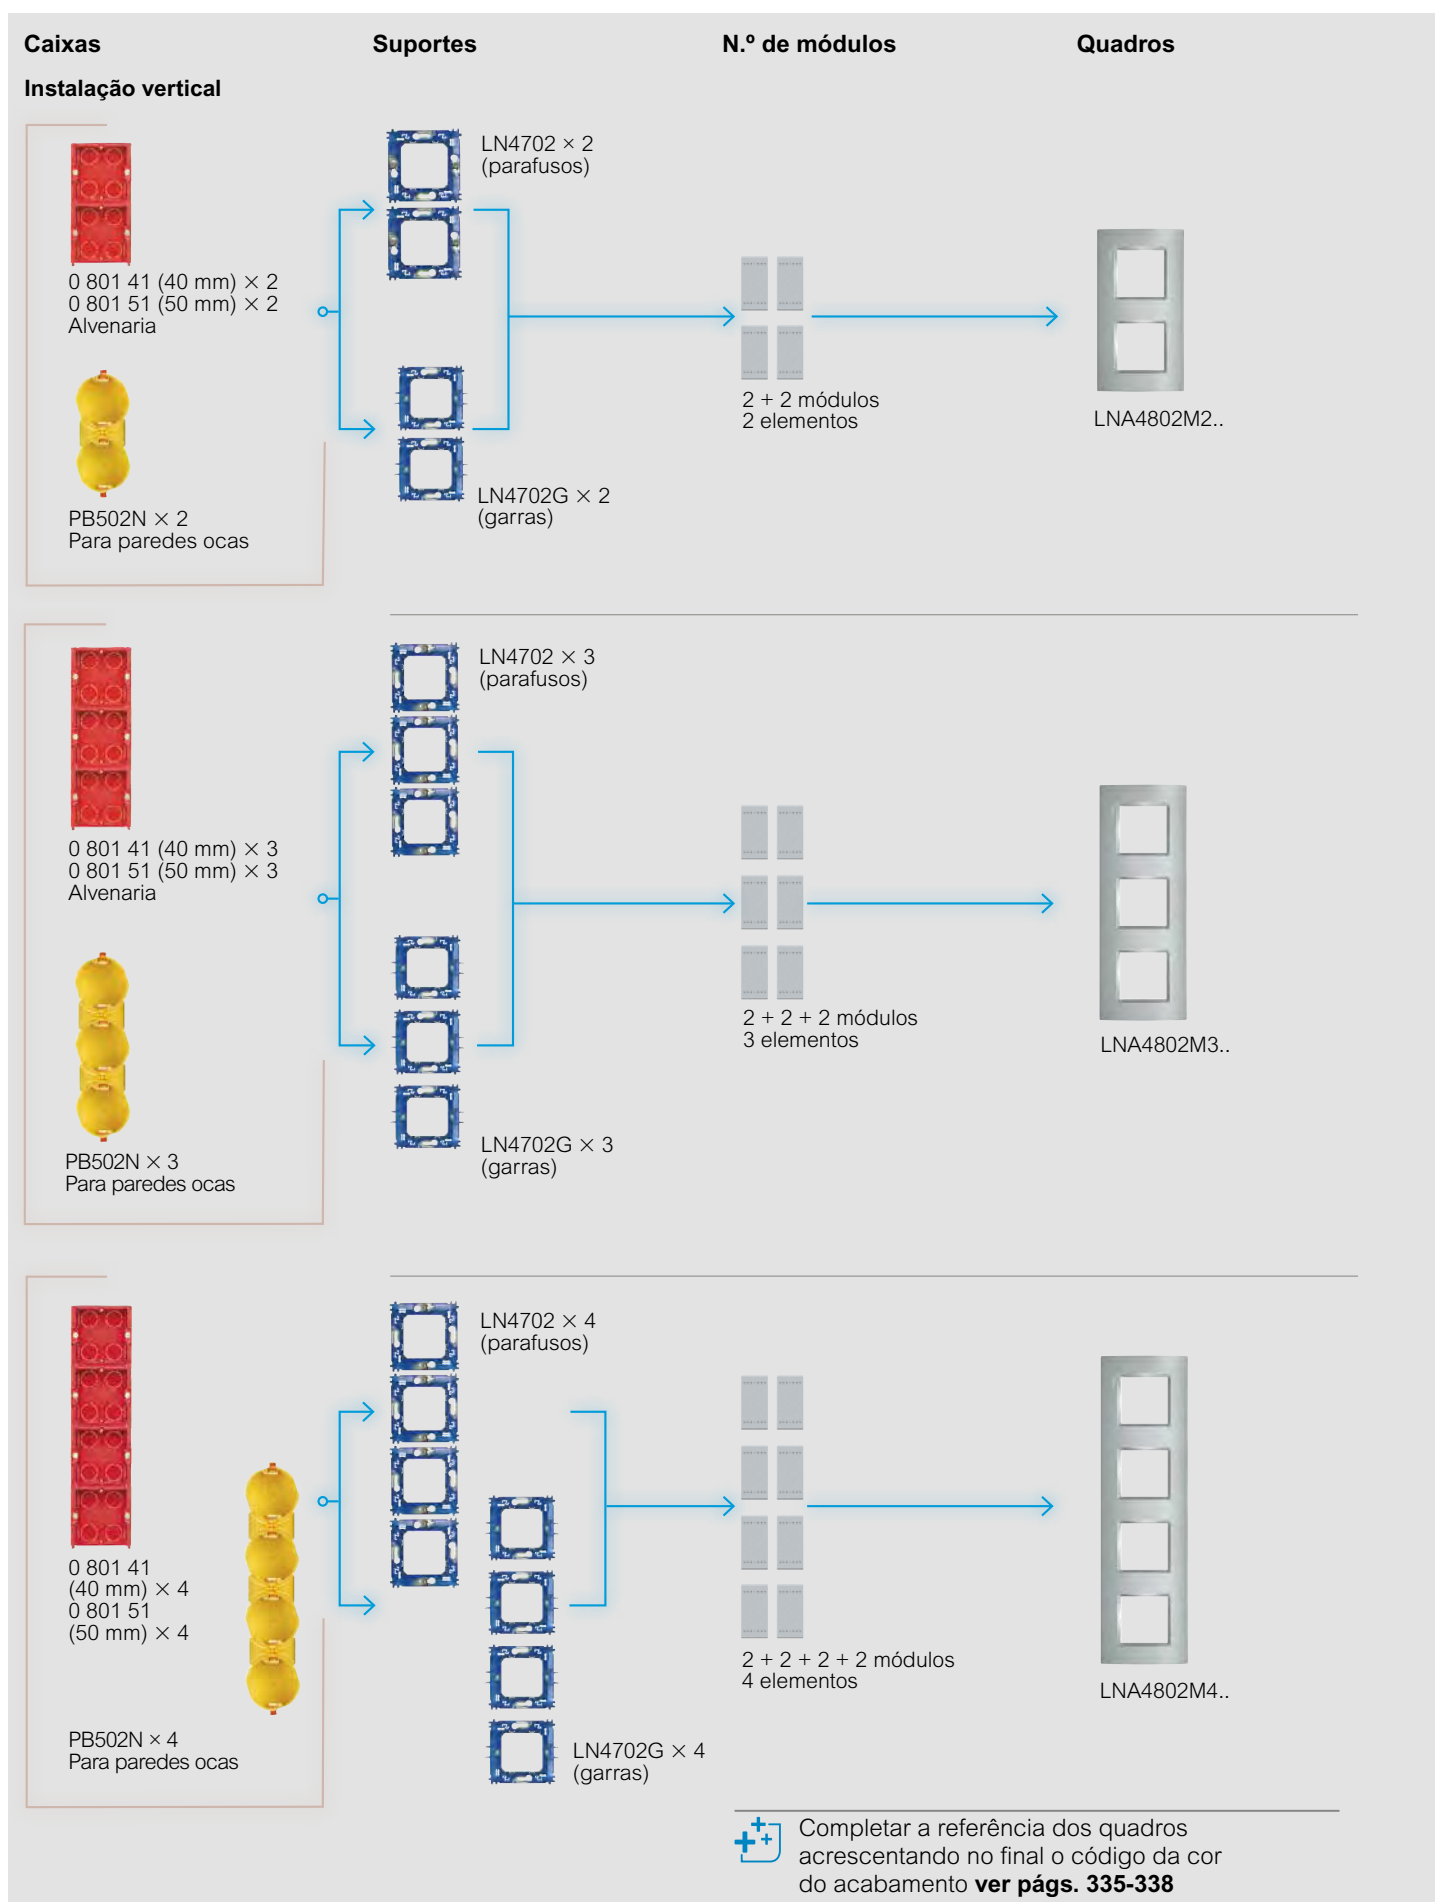 Caixas
Suportes
N.º de módulos
Quadros
Instalação vertical
LN4702 × 2
(parafusos)
0 801 41 (40 mm) × 2
0 801 51 (50 mm) × 2
Alvenaria
2 + 2 módulos
2 elementos
LNA4802M2..
LN4702G × 2
(garras)
PB502N × 2
Para paredes ocas
LN4702 × 3
(parafusos)
0 801 41 (40 mm) × 3
0 801 51 (50 mm) × 3
Alvenaria
2 + 2 + 2 módulos
3 elementos
LNA4802M3..
LN4702G × 3
(garras)
PB502N × 3
Para paredes ocas
LN4702 × 4
(parafusos)
0 801 41
(40 mm) × 4
0 801 51
(50 mm) × 4
2 + 2 + 2 + 2 módulos
4 elementos
LNA4802M4..
PB502N × 4
Para paredes ocas
LN4702G × 4
(garras)
Completar a referência dos quadros
acrescentando no final o código da cor
do acabamento ver págs. 335-338